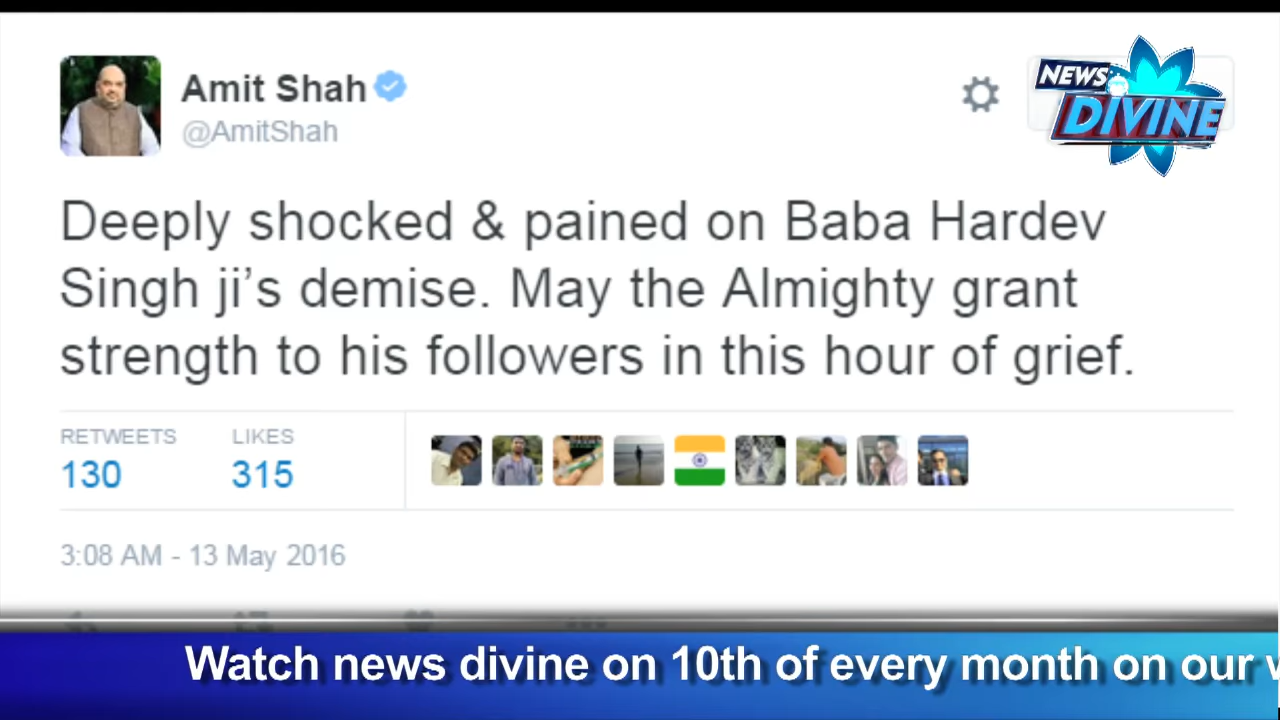 Amit Shah
@AmitShah
NEWS
DIVINE
Deeply shocked & pained on Baba Hardev
Singh ji’s demise. May the Almighty grant
strength to his followers in this hour of grief.
RETWEETS LIKES
130 315
3:08 AM - 13 May 2016
Watch news divine on 10th of every month on our